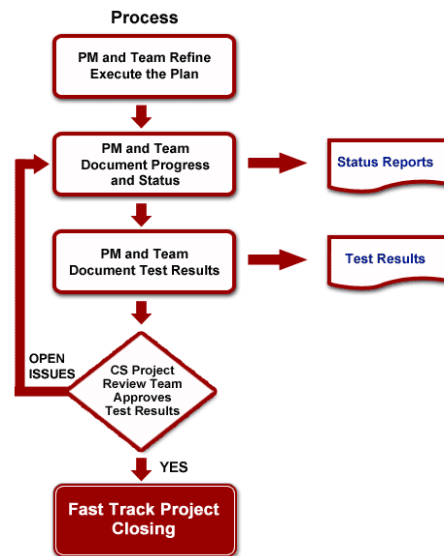 Process
PM and Team Refine
Execute the Plan
PM and Team
Document Progress
and Status
Status Reports
PM and Team
Document Test Results
Test Results
OPEN
ISSUES
CS Project
Review Team
Approves
Test Results
YES
Fast Track Project
Closing